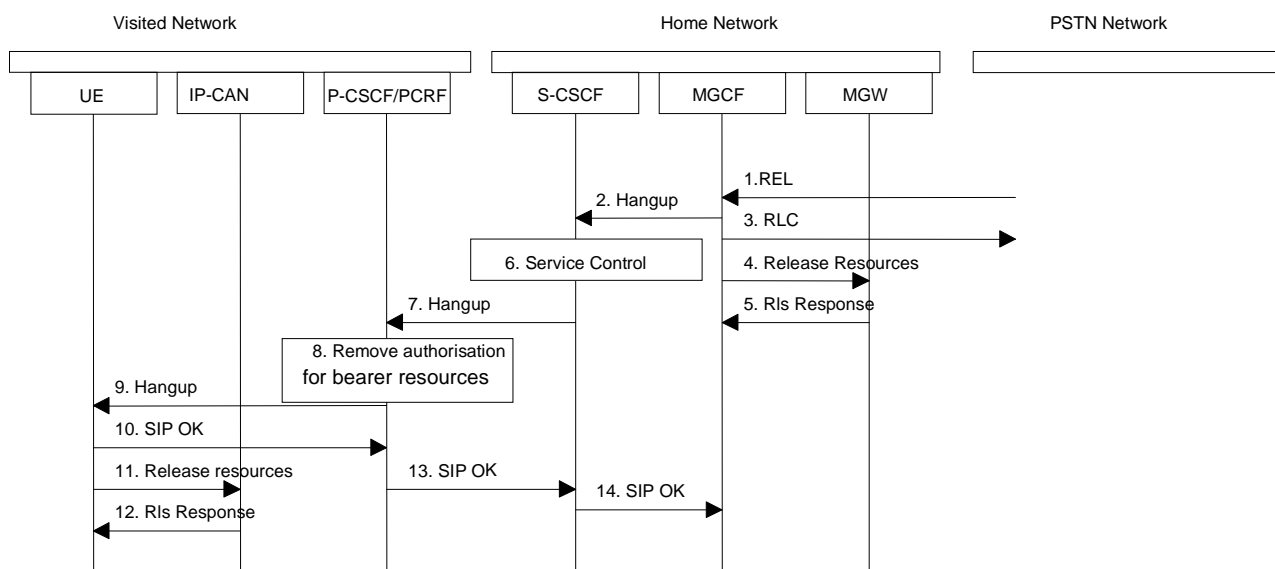 Visited Network
Home Network
PSTN Network
UE
IP-CAN
P-CSCF/PCRF
S-CSCF
MGCF
MGW
1.REL
2. Hangup
3. RLC
6. Service Control
4. Release Resources
7. Hangup
5. Rls Response
8. Remove authorisation
for bearer resources
9. Hangup
10. SIP OK
11. Release resources
13. SIP OK
14. SIP OK
12. Rls Response